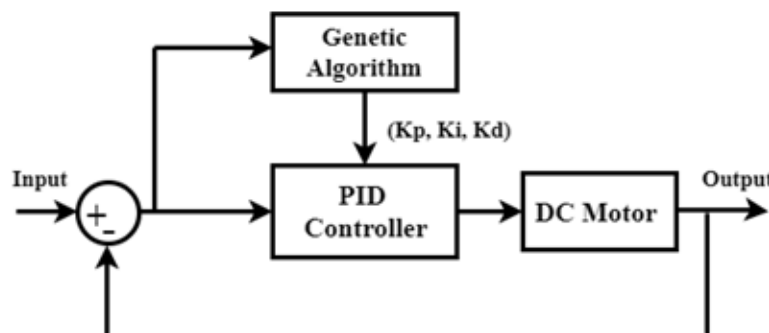 Genetic
Algorithm
(Kp, Ki, Kd)
Input
+
-
PID
Controller
DC Motor
Output